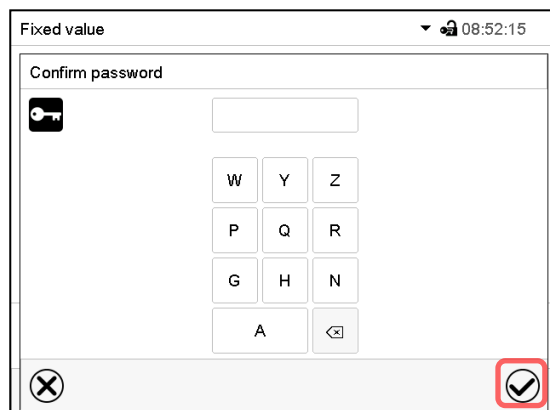 Fixed value 08:52:15
Confirm password
W Y Z
P Q R
G H N
A